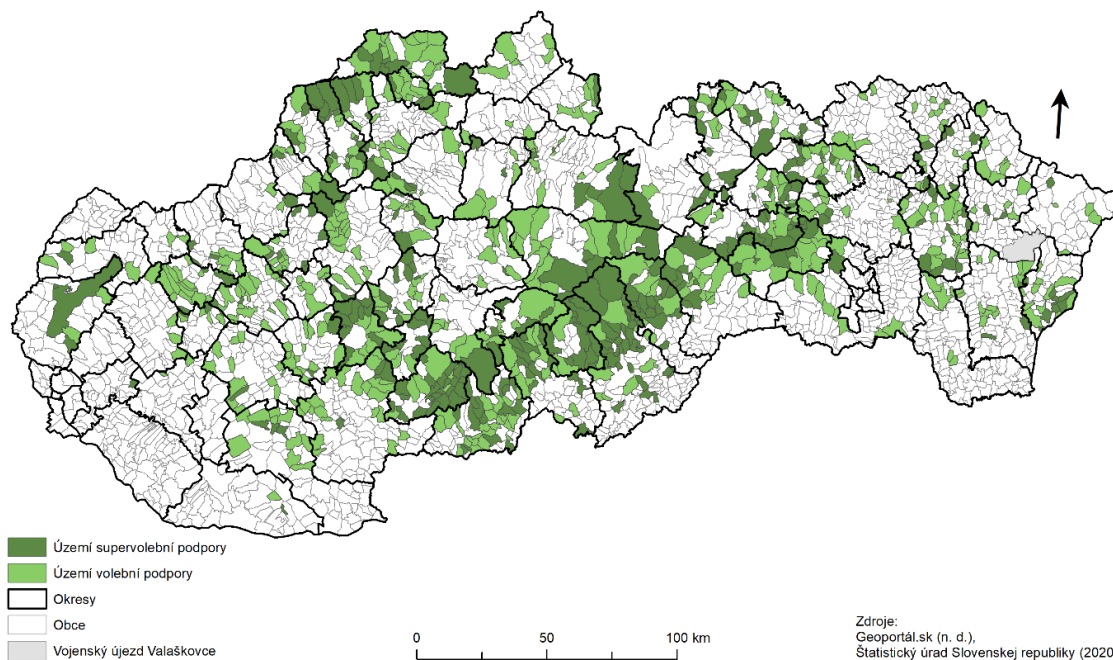 Území supervolební podpory
Území volební podpory
Okresy
Obce
Vojenský újezd Valaškovce
0 50 100 km
Zdroje:
Geoportál.sk (n. d.),
Štatistický úrad Slovenskej republiky (2020